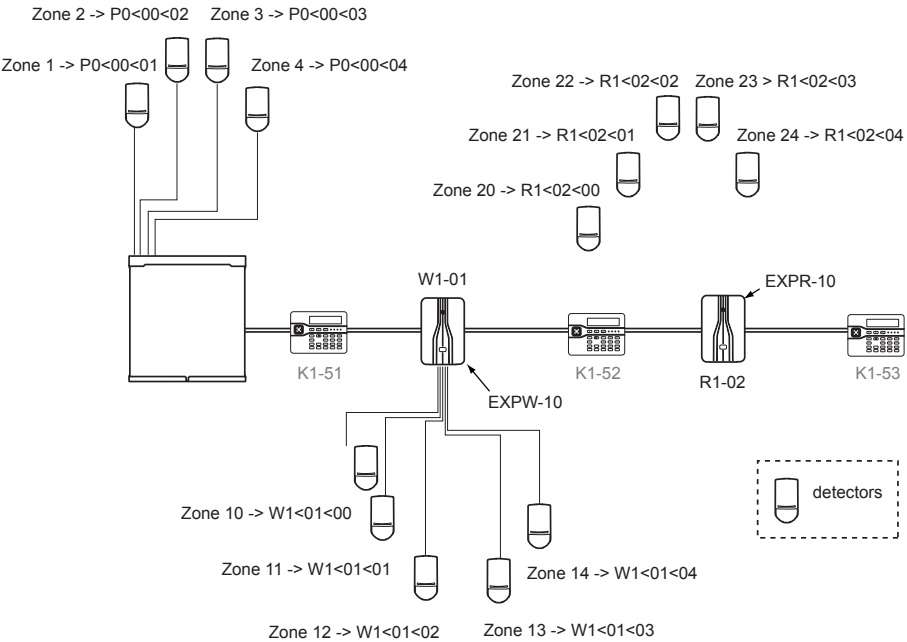 Zone 2 -> P0<00<02 Zone 3 -> P0<00<03
Zone 1 -> P0<00<01 Zone 4 -> P0<00<04
Zone 22 -> R1<02<02 Zone 23 > R1<02<03
Zone 21 -> R1<02<01 Zone 24 -> R1<02<04
Zone 20 -> R1<02<00
W1-01
EXPR-10
K1-51
K1-52
R1-02
K1-53
EXPW-10
detectors
Zone 10 -> W1<01<00
Zone 11 -> W1<01<01
Zone 14 -> W1<01<04
Zone 12 -> W1<01<02
Zone 13 -> W1<01<03